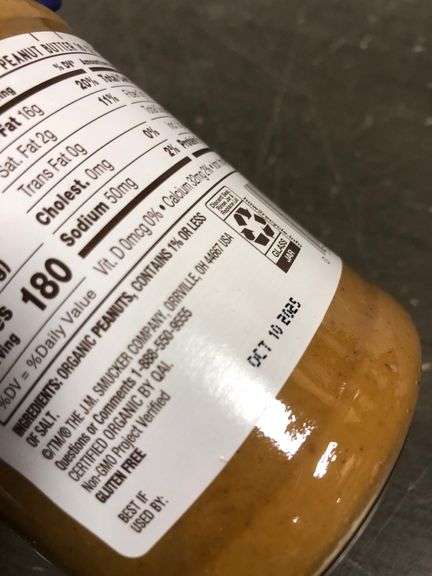 PEANUT BUTTER
% DV*
Fat 16g 20%
Sat. Fat 2g 11%
Trans Fat 0g
Cholest. 0mg 0%
Sodium 50mg 2%
180
Vit. D 0mcg 0% • Calcium 32mg 2% •
%DV = %Daily Value
INGREDIENTS: ORGANIC PEANUTS, CONTAINS 1% OR LESS
OF SALT.
©/TM/® THE J.M. SMUCKER COMPANY, ORRVILLE, OH 44667 USA
Questions or Comments 1-888-550-9555
CERTIFIED ORGANIC BY QAI.
Non-GMO Project Verified
GLUTEN FREE
BEST IF
USED BY:
OCT 10 2025
GLASS
JAR